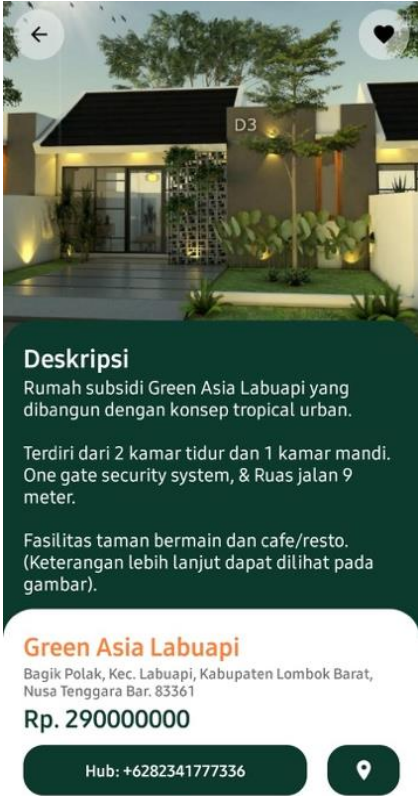 D3
Deskripsi
Rumah subsidi Green Asia Labuapi yang
dibangun dengan konsep tropical urban.
Terdiri dari 2 kamar tidur dan 1 kamar mandi.
One gate security system, & Ruas jalan 9
meter.
Fasilitas taman bermain dan cafe/resto.
(Keterangan lebih lanjut dapat dilihat pada
gambar).
Green Asia Labuapi
Bagik Polak, Kec. Labuapi, Kabupaten Lombok Barat,
Nusa Tenggara Bar. 83361
Rp. 290000000
Hub: +6282341777336